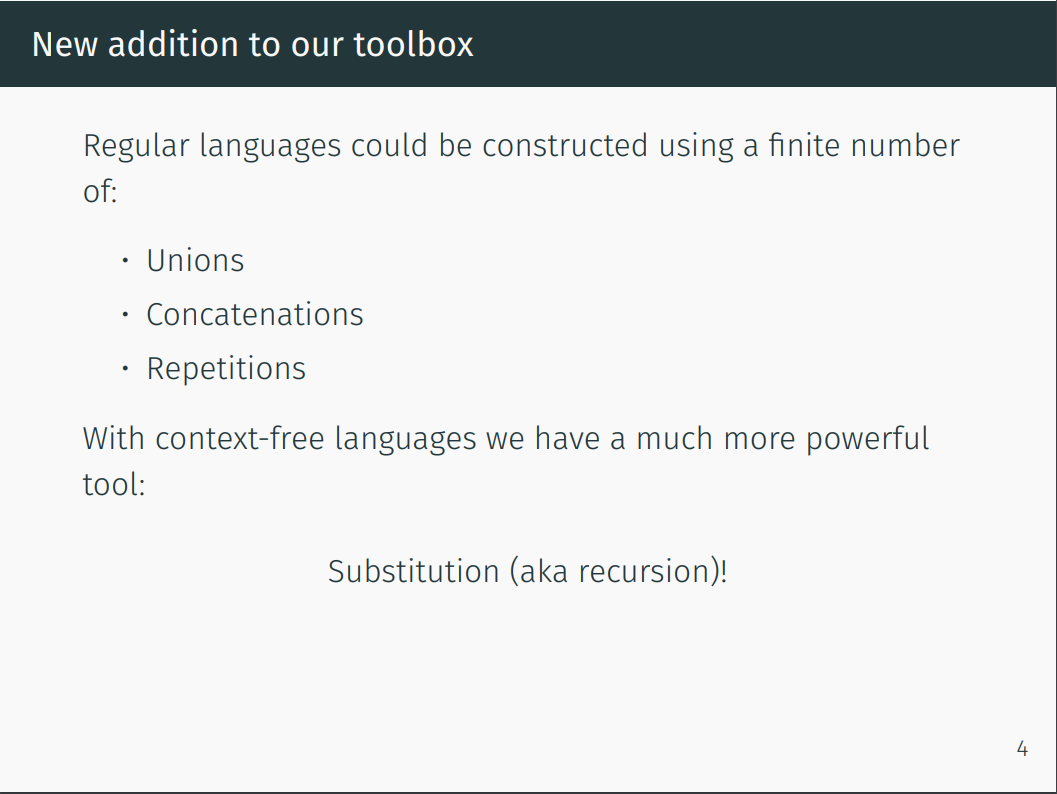 New addition to our toolbox
Regular languages could be constructed using a finite number
of:
• Unions
• Concatenations
• Repetitions
With context-free languages we have a much more powerful
tool:
Substitution (aka recursion)!
4